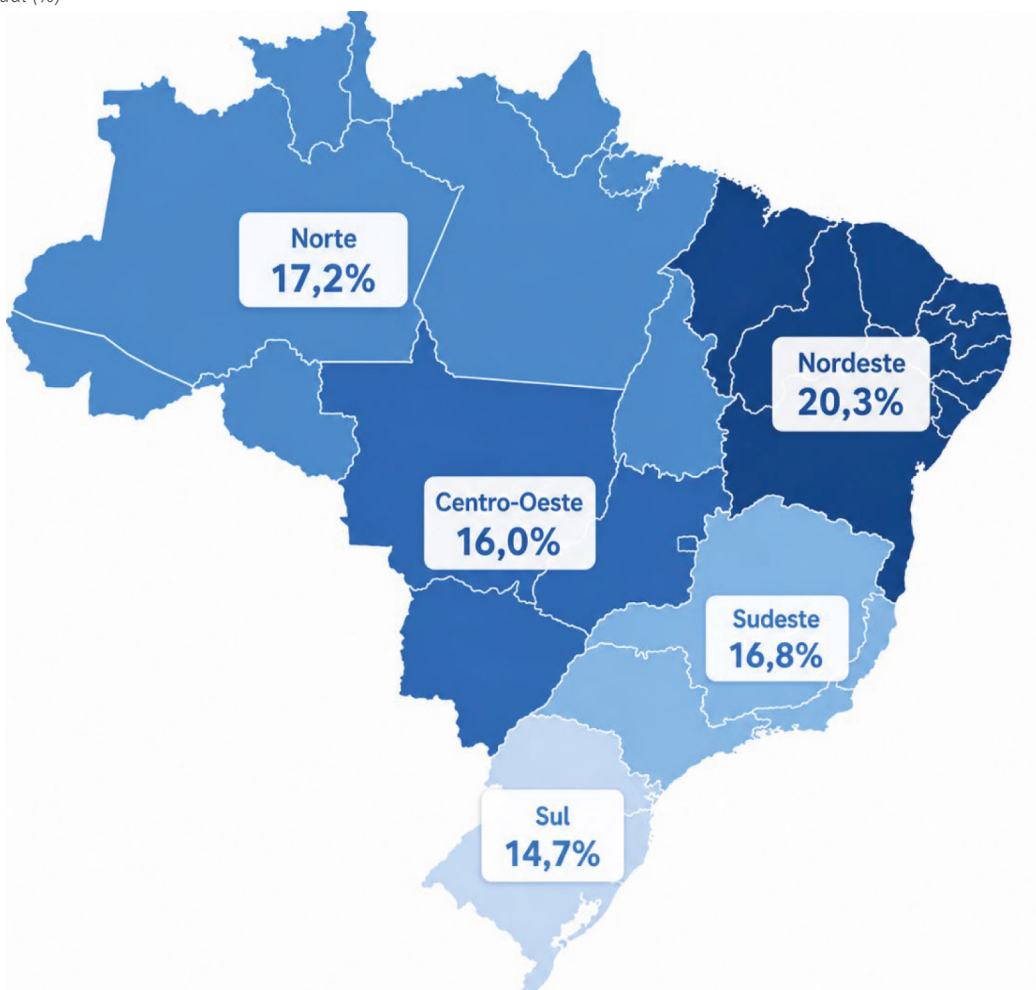 (%)
Norte
17,2%
Nordeste
20,3%
Centro-Oeste
16,0%
Sudeste
16,8%
Sul
14,7%